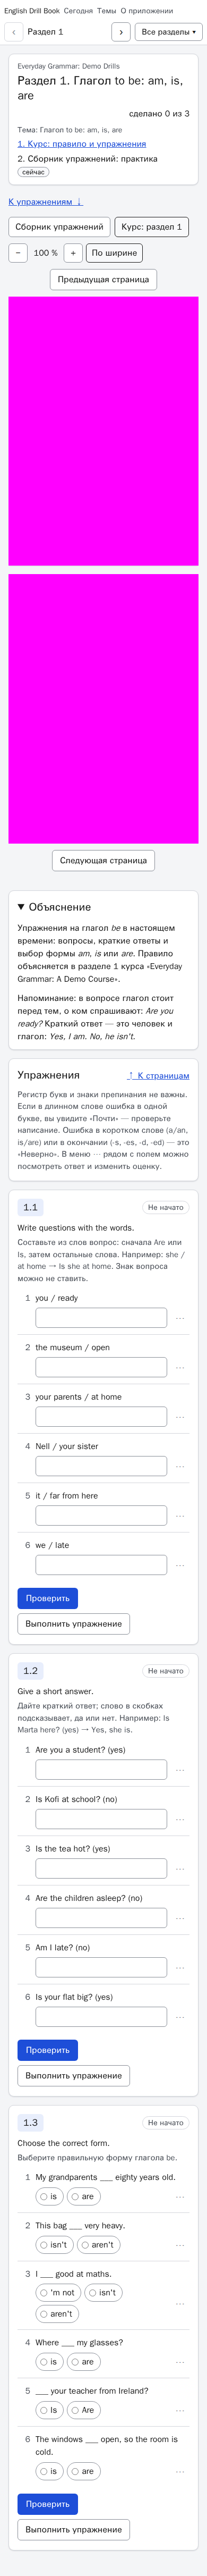 English Drill Book Сегодня Темы О приложении
‹ Раздел 1 › Все разделы ▾
Everyday Grammar: Demo Drills
Раздел 1. Глагол to be: am, is,
are
сделано 0 из 3
Тема: Глагол to be: am, is, are
1. Курс: правило и упражнения
2. Сборник упражнений: практика
сейчас
К упражнениям ↓
Сборник упражнений Курс: раздел 1
− 100 % + По ширине
Предыдущая страница
Следующая страница
▼ Объяснение
Упражнения на глагол be в настоящем
времени: вопросы, краткие ответы и
выбор формы am, is или are. Правило
объясняется в разделе 1 курса «Everyday
Grammar: A Demo Course».
Напоминание: в вопросе глагол стоит
перед тем, о ком спрашивают: Are you
ready? Краткий ответ — это человек и
глагол: Yes, I am. No, he isn't.
Упражнения ↑ К страницам
Регистр букв и знаки препинания не важны.
Если в длинном слове ошибка в одной
букве, вы увидите «Почти» — проверьте
написание. Ошибка в коротком слове (a/an,
is/are) или в окончании (-s, -es, -d, -ed) — это
«Неверно». В меню ··· рядом с полем можно
посмотреть ответ и изменить оценку.
1.1 Не начато
Write questions with the words.
Составьте из слов вопрос: сначала Are или
Is, затем остальные слова. Например: she /
at home → Is she at home. Знак вопроса
можно не ставить.
1 you / ready
···
2 the museum / open
···
3 your parents / at home
···
4 Nell / your sister
···
5 it / far from here
···
6 we / late
···
Проверить
Выполнить упражнение
1.2 Не начато
Give a short answer.
Дайте краткий ответ; слово в скобках
подсказывает, да или нет. Например: Is
Marta here? (yes) → Yes, she is.
1 Are you a student? (yes)
···
2 Is Kofi at school? (no)
···
3 Is the tea hot? (yes)
···
4 Are the children asleep? (no)
···
5 Am I late? (no)
···
6 Is your flat big? (yes)
···
Проверить
Выполнить упражнение
1.3 Не начато
Choose the correct form.
Выберите правильную форму глагола be.
1 My grandparents ___ eighty years old.
is are ···
2 This bag ___ very heavy.
isn't aren't ···
3 I ___ good at maths.
'm not isn't
aren't ···
4 Where ___ my glasses?
is are ···
5 ___ your teacher from Ireland?
Is Are ···
6 The windows ___ open, so the room is
cold.
is are ···
Проверить
Выполнить упражнение